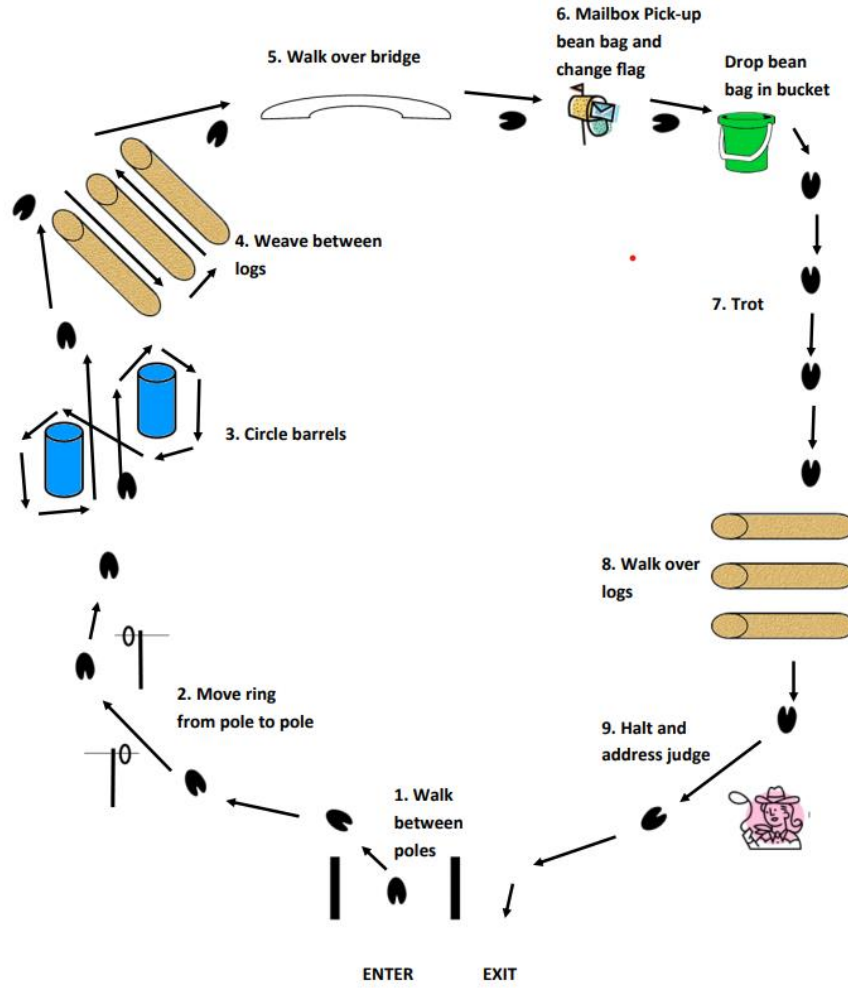 6. Mailbox Pick-up
bean bag and
change flag
5. Walk over bridge
Drop bean
bag in bucket
4. Weave between
logs
7. Trot
3. Circle barrels
8. Walk over
logs
2. Move ring
from pole to pole
9. Halt and
address judge
1. Walk
between
poles
ENTER
EXIT